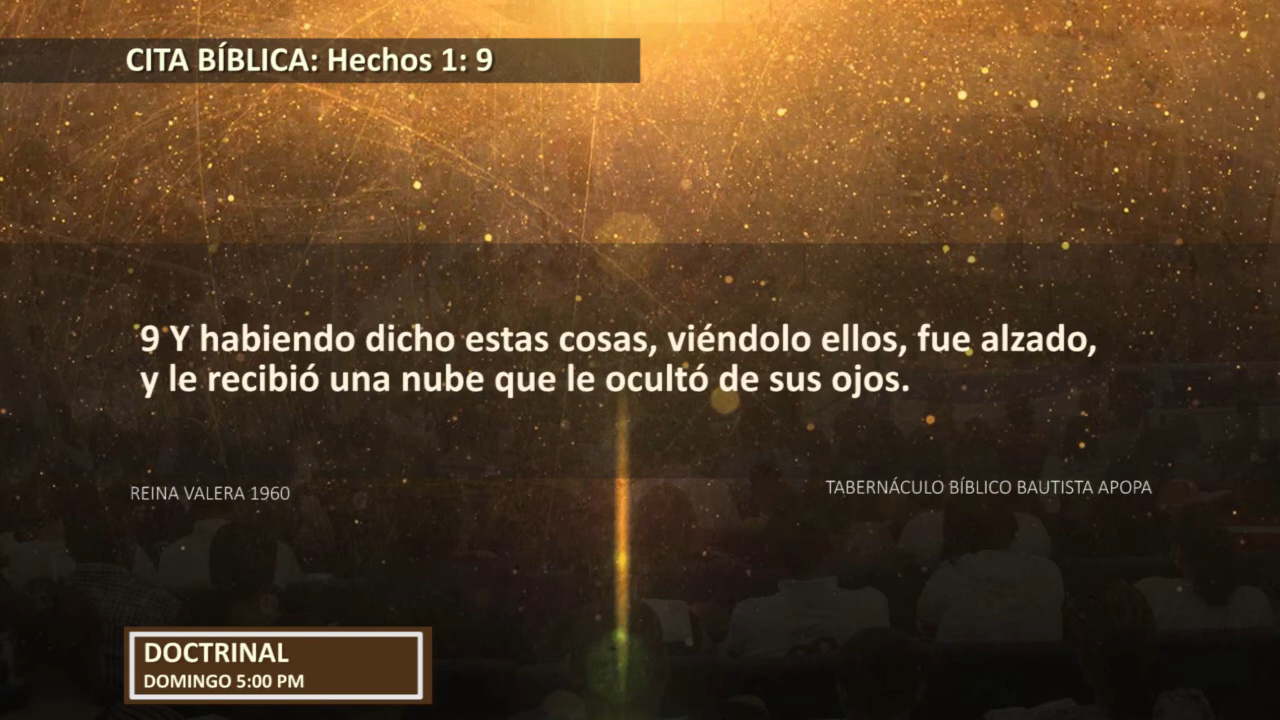 CITA BÍBLICA: Hechos 1: 9
9 Y habiendo dicho estas cosas, viéndolo ellos, fue alzado,
y le recibió una nube que le ocultó de sus ojos.
REINA VALERA 1960
TABERNÁCULO BÍBLICO BAUTISTA APOPA
DOCTRINAL
DOMINGO 5:00 PM